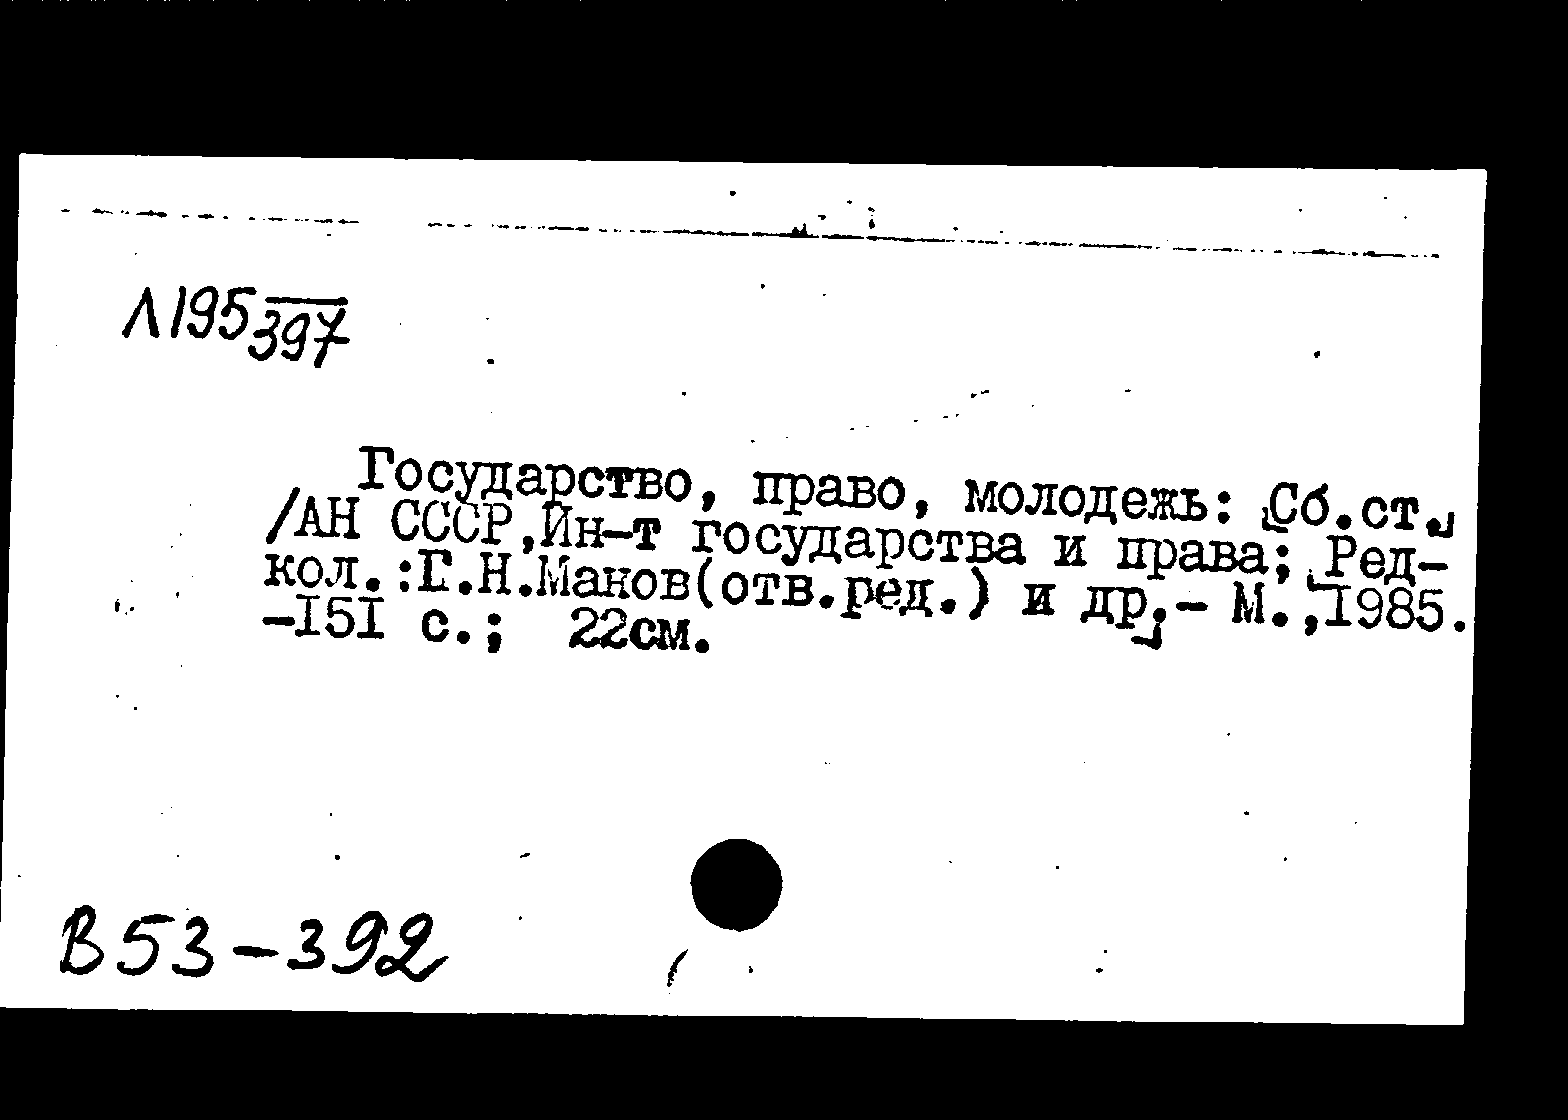 Л195 397
Государство, право, молодежь: Сб.ст.
/АН СССР,Ин-т государства и права; Ред-
кол.:Г.Н.Манов(отв.ред.) и др.- М.,1985.
-151 с.; 22см.
В53-392